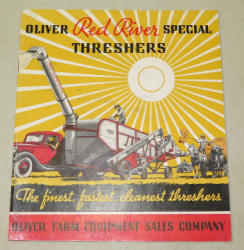 OLIVER Red River SPECIAL
THRESHERS
The finest, fastest, cleanest threshers
OLIVER FARM EQUIPMENT SALES COMPANY